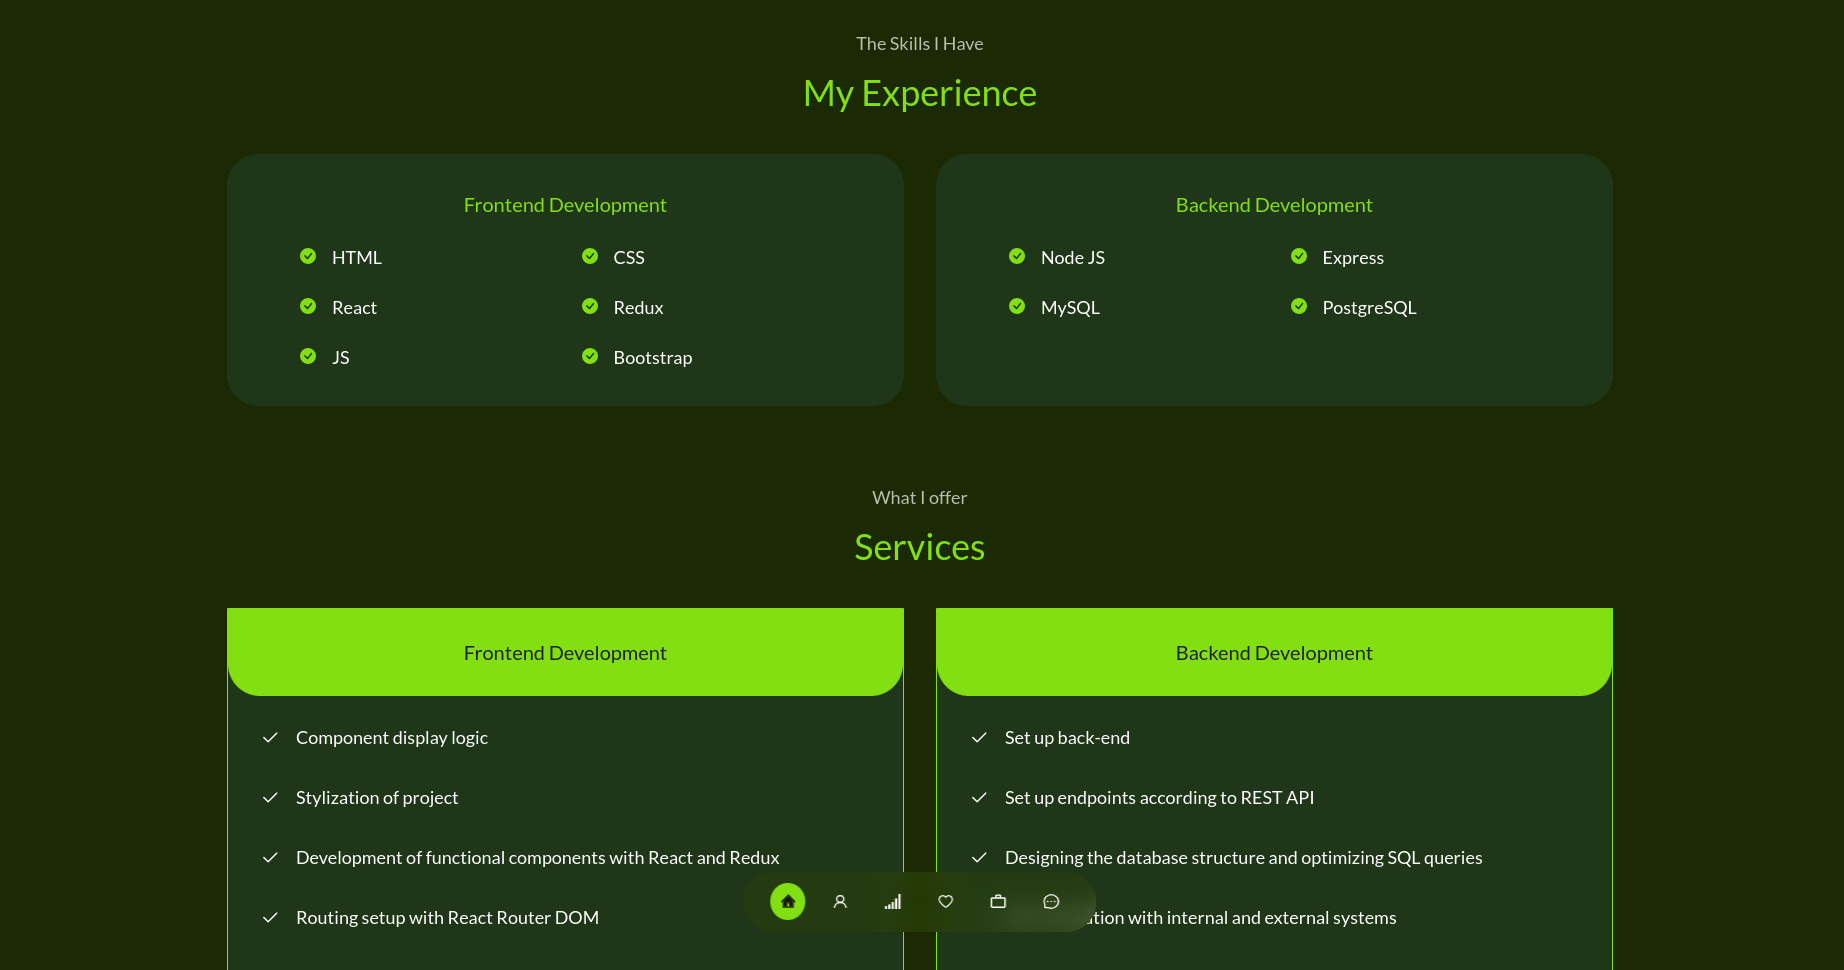 The Skills I Have
My Experience
Frontend Development
HTML
CSS
React
Redux
JS
Bootstrap
Backend Development
Node JS
Express
MySQL
PostgreSQL
What I offer
Services
Frontend Development
Component display logic
Stylization of project
Development of functional components with React and Redux
Routing setup with React Router DOM
Backend Development
Set up back-end
Set up endpoints according to REST API
Designing the database structure and optimizing SQL queries
with internal and external systems